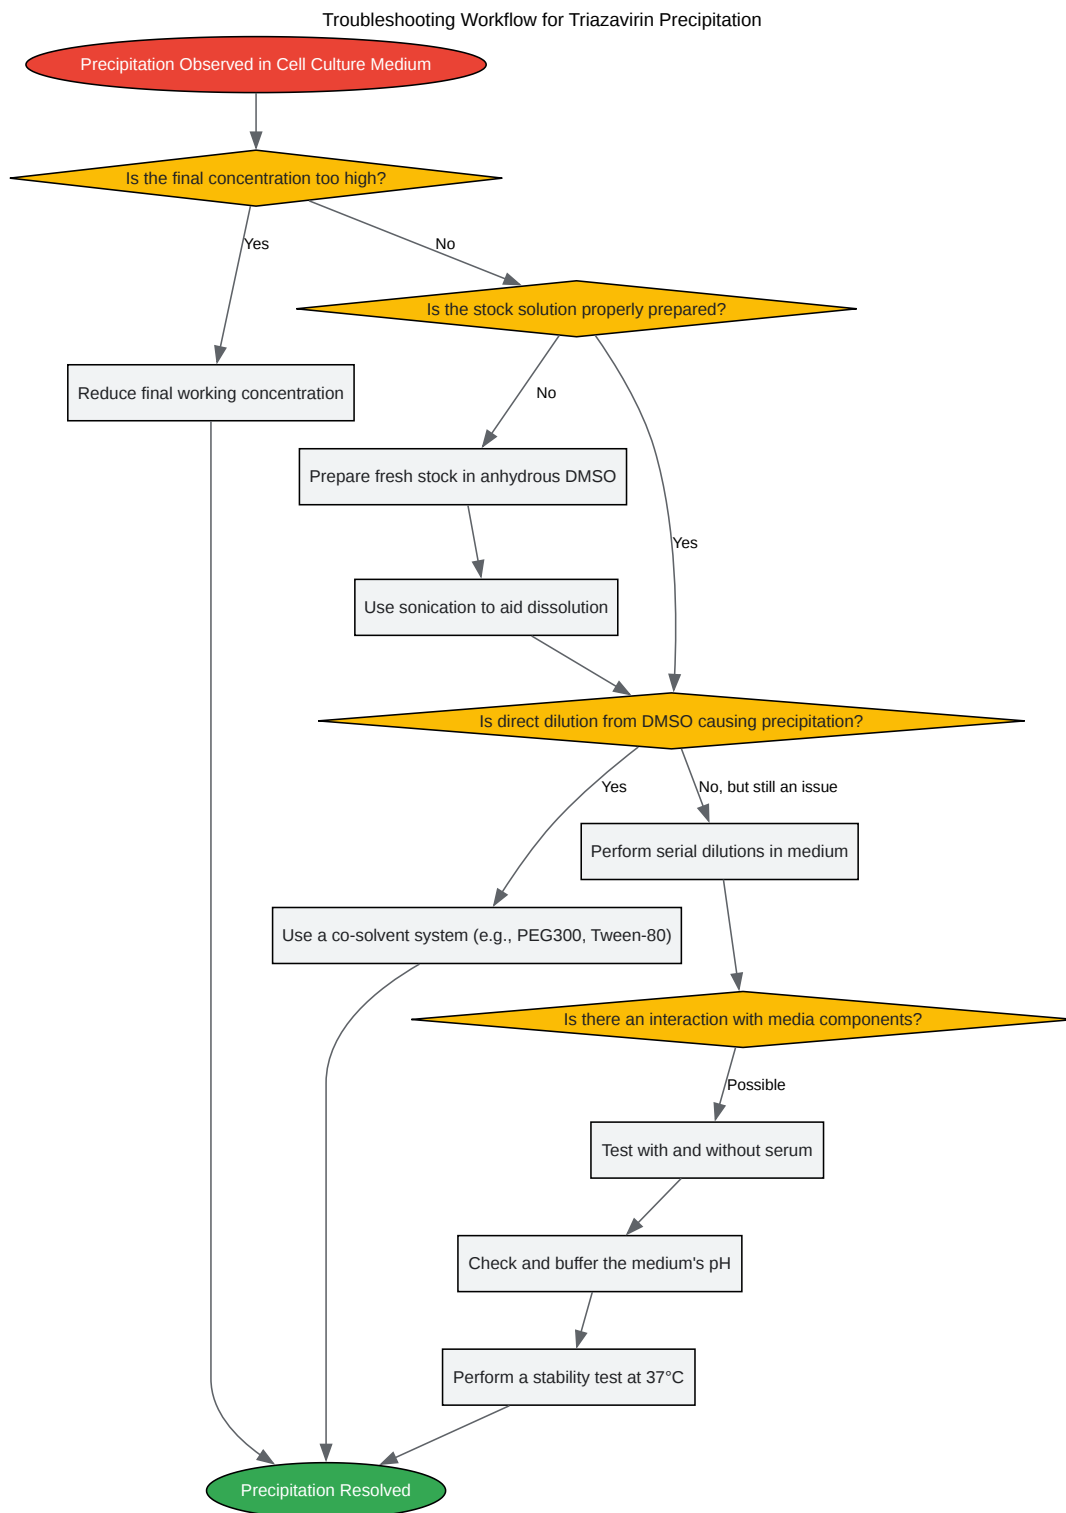 Troubleshooting Workflow for Triazavirin Precipitation
Precipitation Observed in Cell Culture Medium
Is the final concentration too high?
Yes
No
Is the stock solution properly prepared?
Reduce final working concentration
No
Prepare fresh stock in anhydrous DMSO
Yes
Use sonication to aid dissolution
Is direct dilution from DMSO causing precipitation?
Yes
No, but still an issue
Perform serial dilutions in medium
Use a co-solvent system (e.g., PEG300, Tween-80)
Is there an interaction with media components?
Possible
Test with and without serum
Check and buffer the medium's pH
Perform a stability test at 37°C
Precipitation Resolved